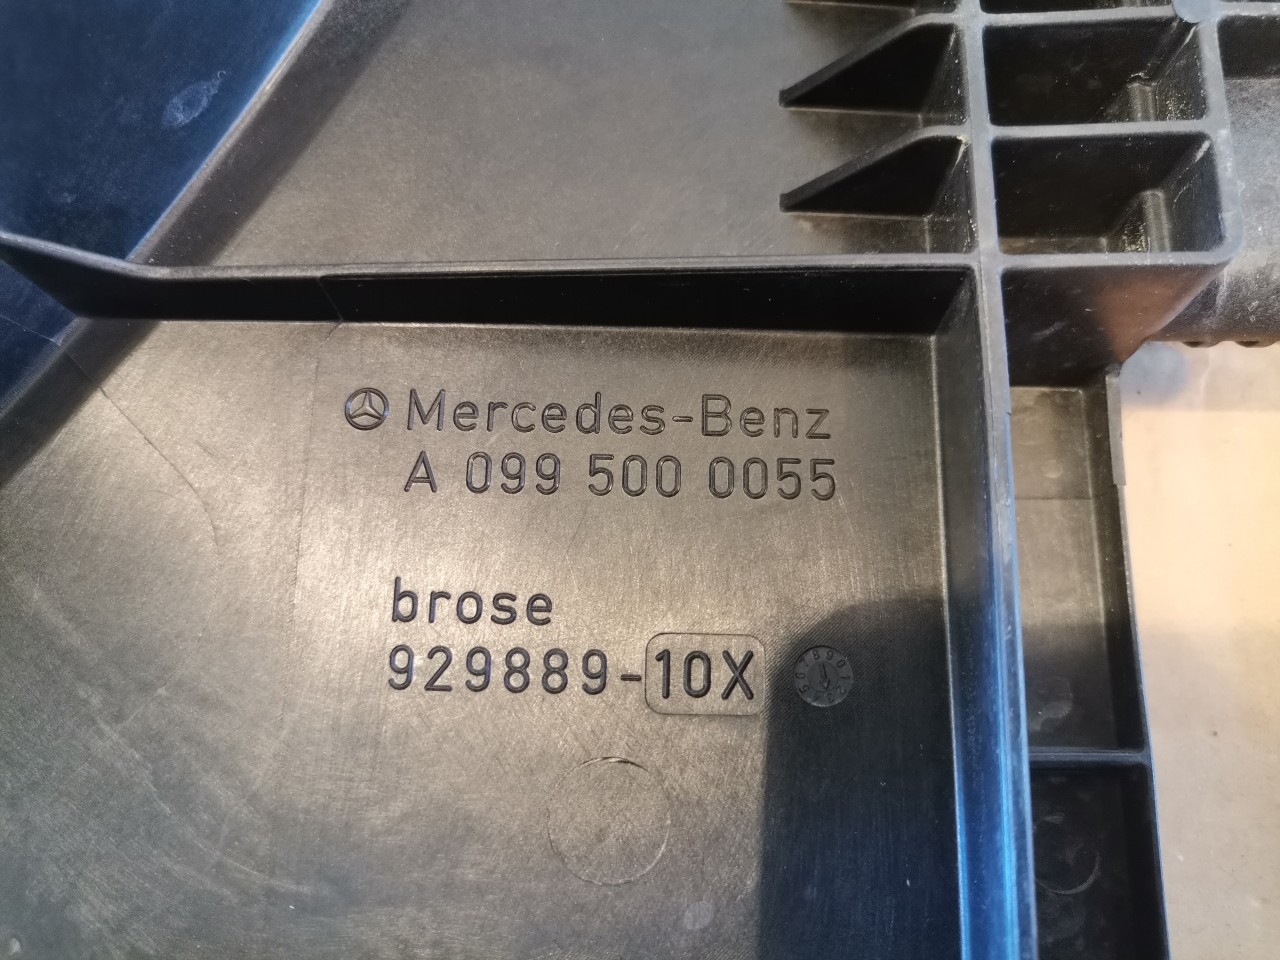 Mercedes-Benz
A 099 500 0055
brose
929889-10X